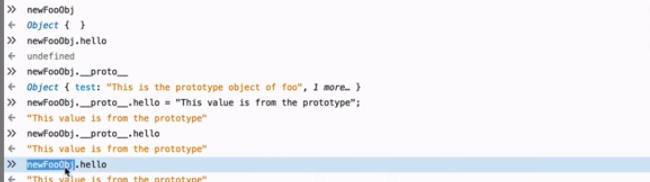 » newFooObj
← Object { }
» newFooObj.hello
← undefined
» newFooObj.__proto__
← Object { test: "This is the prototype object of foo", 1 more… }
» newFooObj.__proto__.hello = "This value is from the prototype";
← "This value is from the prototype"
» newFooObj.__proto__.hello
← "This value is from the prototype"
» newFooObj.hello
← "This value is from the prototype"